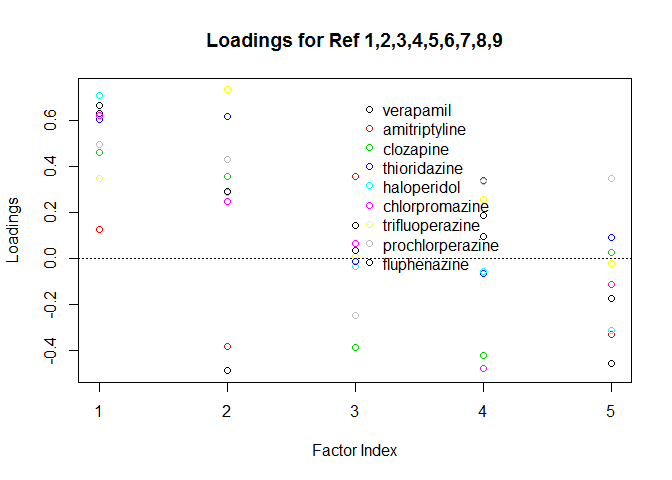 Loadings for Ref 1,2,3,4,5,6,7,8,9
Loadings
0.6
0.4
0.2
0.0
-0.2
-0.4
verapamil
amitriptyline
clozapine
thioridazine
haloperidol
chlorpromazine
trifluoperazine
prochlorperazine
fluphenazine
1 2 3 4 5
Factor Index